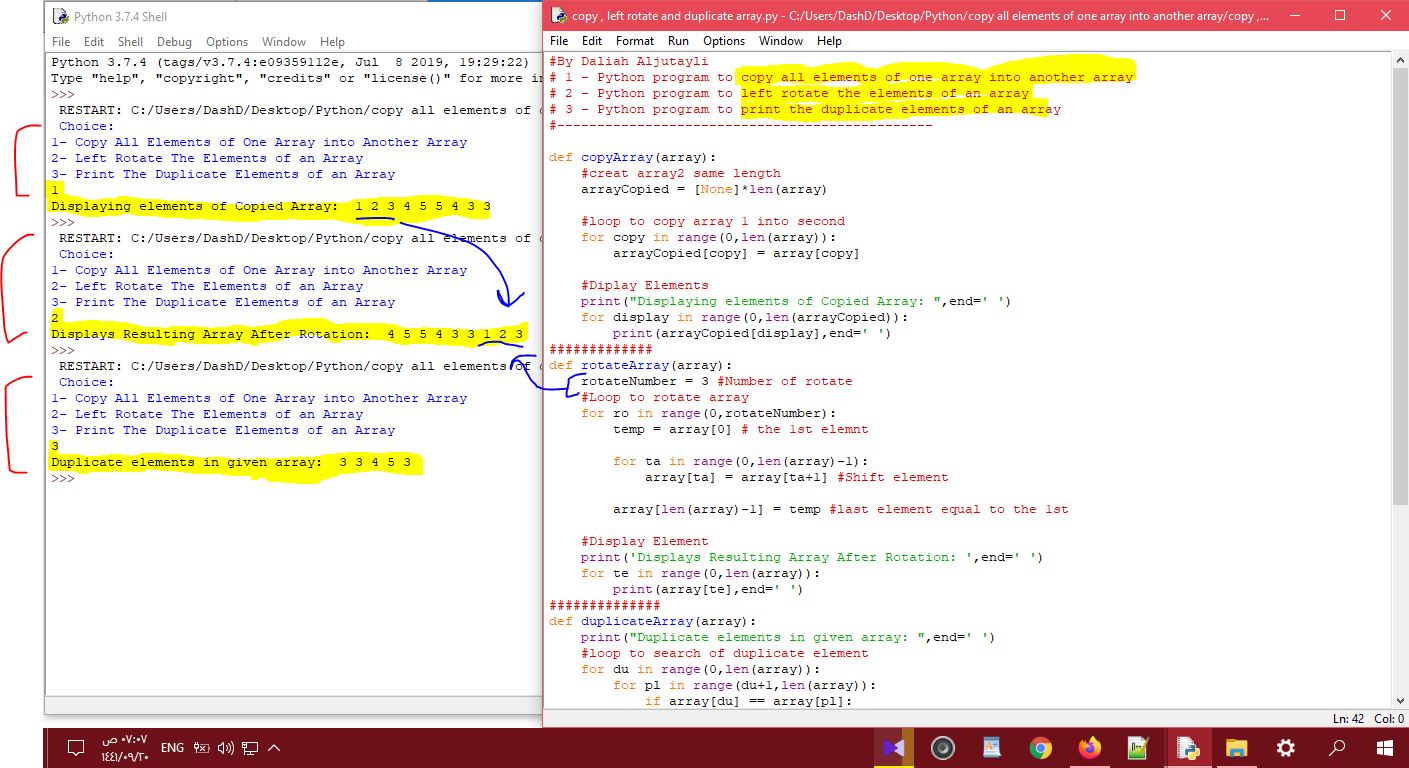 Python 3.7.4 Shell
File Edit Shell Debug Options Window Help
Python 3.7.4 (tags/v3.7.4:e09359112e, Jul 8 2019, 19:29:22)
Type "help", "copyright", "credits" or "license()" for more in
>>>
RESTART: C:/Users/DashD/Desktop/Python/copy all elements of
Choice:
1- Copy All Elements of One Array into Another Array
2- Left Rotate The Elements of an Array
3- Print The Duplicate Elements of an Array
1
Displaying elements of Copied Array:  1 2 3 4 5 5 4 3 3
>>>
RESTART: C:/Users/DashD/Desktop/Python/copy all elements of
Choice:
1- Copy All Elements of One Array into Another Array
2- Left Rotate The Elements of an Array
3- Print The Duplicate Elements of an Array
2
Displays Resulting Array After Rotation:  4 5 5 4 3 3 1 2 3
>>>
RESTART: C:/Users/DashD/Desktop/Python/copy all elements of
Choice:
1- Copy All Elements of One Array into Another Array
2- Left Rotate The Elements of an Array
3- Print The Duplicate Elements of an Array
3
Duplicate elements in given array:  3 3 4 5 3
>>>
copy , left rotate and duplicate array.py - C:/Users/DashD/Desktop/Python/copy all elements of one array into another array/copy ,...
File Edit Format Run Options Window Help
#By Daliah Aljutayli
# 1 - Python program to copy all elements of one array into another array
# 2 - Python program to left rotate the elements of an array
# 3 - Python program to print the duplicate elements of an array
#-----------------------------------------------
def copyArray(array):
    #creat array2 same length
    arrayCopied = [None]*len(array)
    #loop to copy array 1 into second
    for copy in range(0,len(array)):
        arrayCopied[copy] = array[copy]
    #Diplay Elements
    print("Displaying elements of Copied Array: ",end=' ')
    for display in range(0,len(arrayCopied)):
        print(arrayCopied[display],end=' ')
#############
def rotateArray(array):
    rotateNumber = 3 #Number of rotate
    #Loop to rotate array
    for ro in range(0,rotateNumber):
        temp = array[0] # the 1st elemnt
        for ta in range(0,len(array)-1):
            array[ta] = array[ta+1] #Shift element
        array[len(array)-1] = temp #last element equal to the 1st
    #Display Element
    print('Displays Resulting Array After Rotation: ',end=' ')
    for te in range(0,len(array)):
        print(array[te],end=' ')
##############
def duplicateArray(array):
    print("Duplicate elements in given array: ",end=' ')
    #loop to search of duplicate element
    for du in range(0,len(array)):
        for pl in range(du+1,len(array)):
            if array[du] == array[pl]:
Ln: 42 Col: 0
٠٧:٠٧ ص
١٤٤١/٠٩/٢٠
ENG